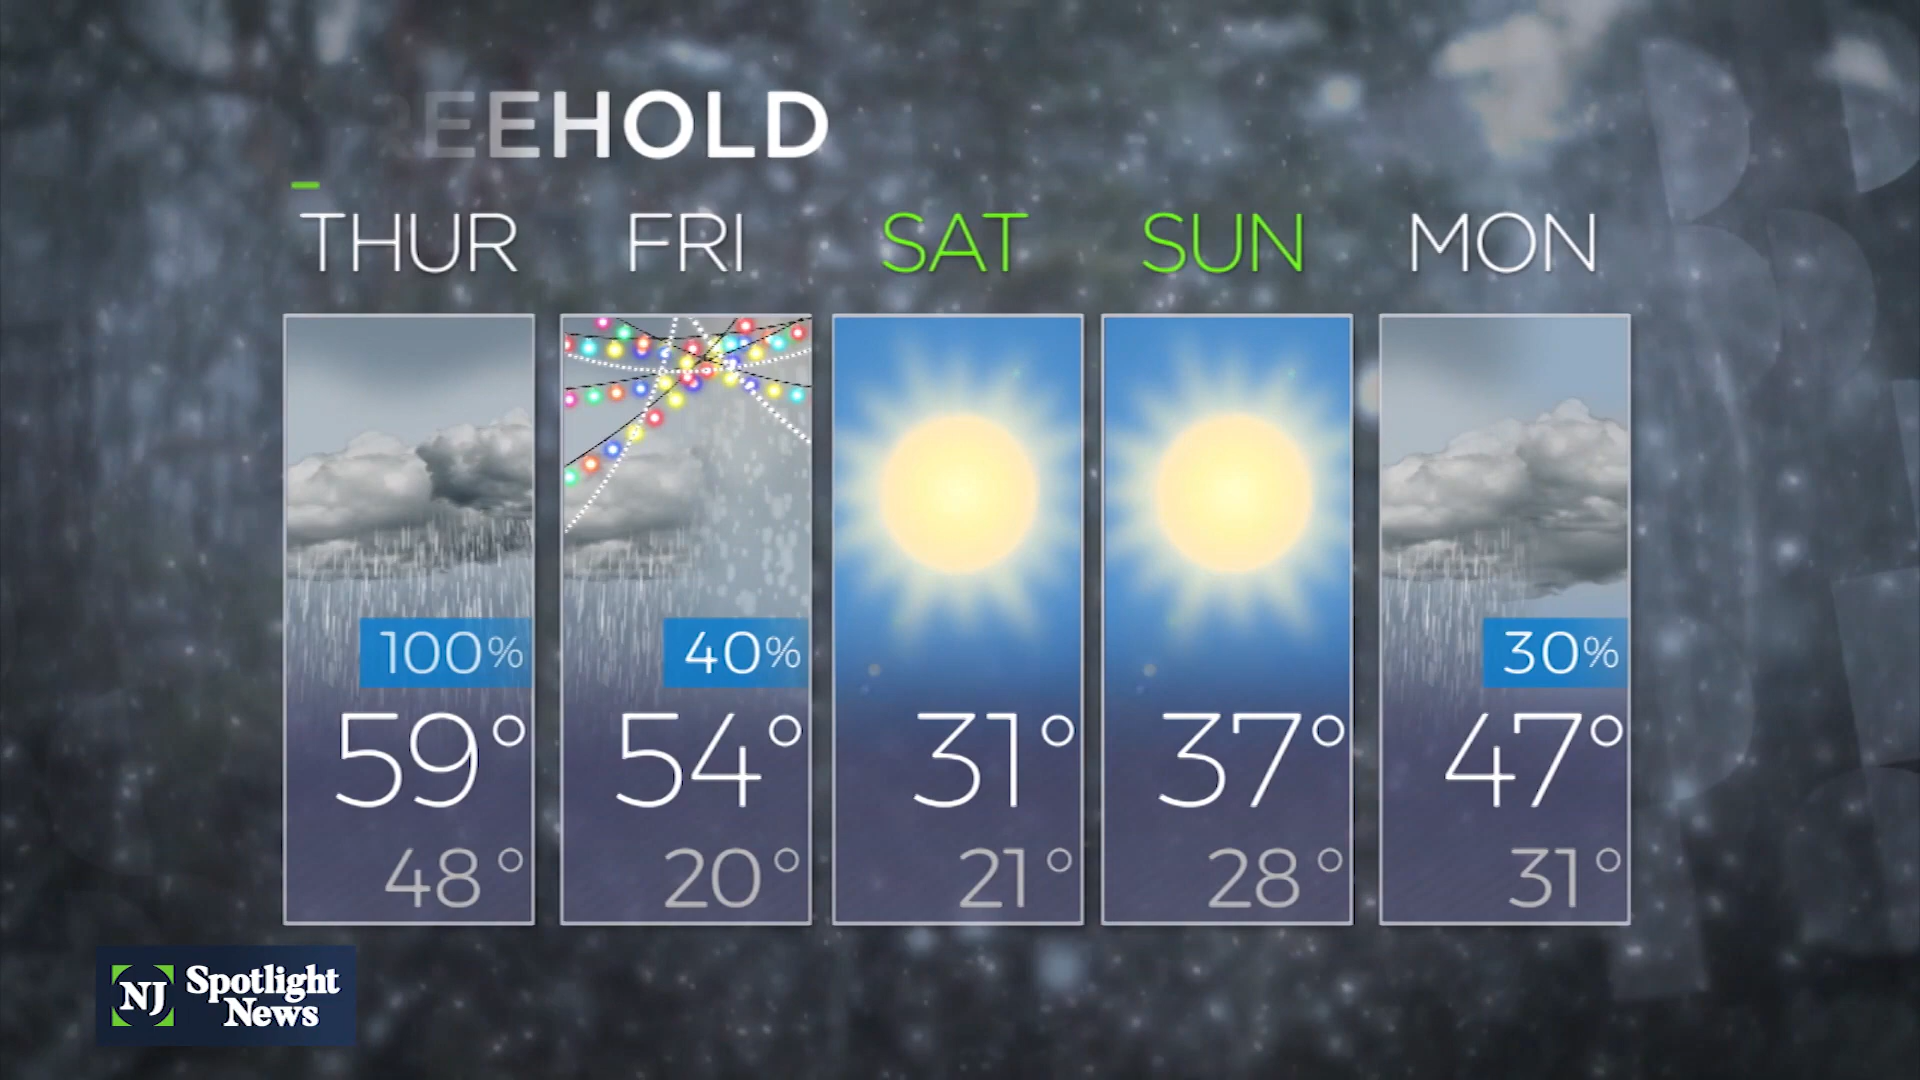 REEHOLD
THUR FRI SAT SUN MON
100% 40% 30%
59° 54° 31° 37° 47°
48° 20° 21° 28° 31°
NJ Spotlight
News